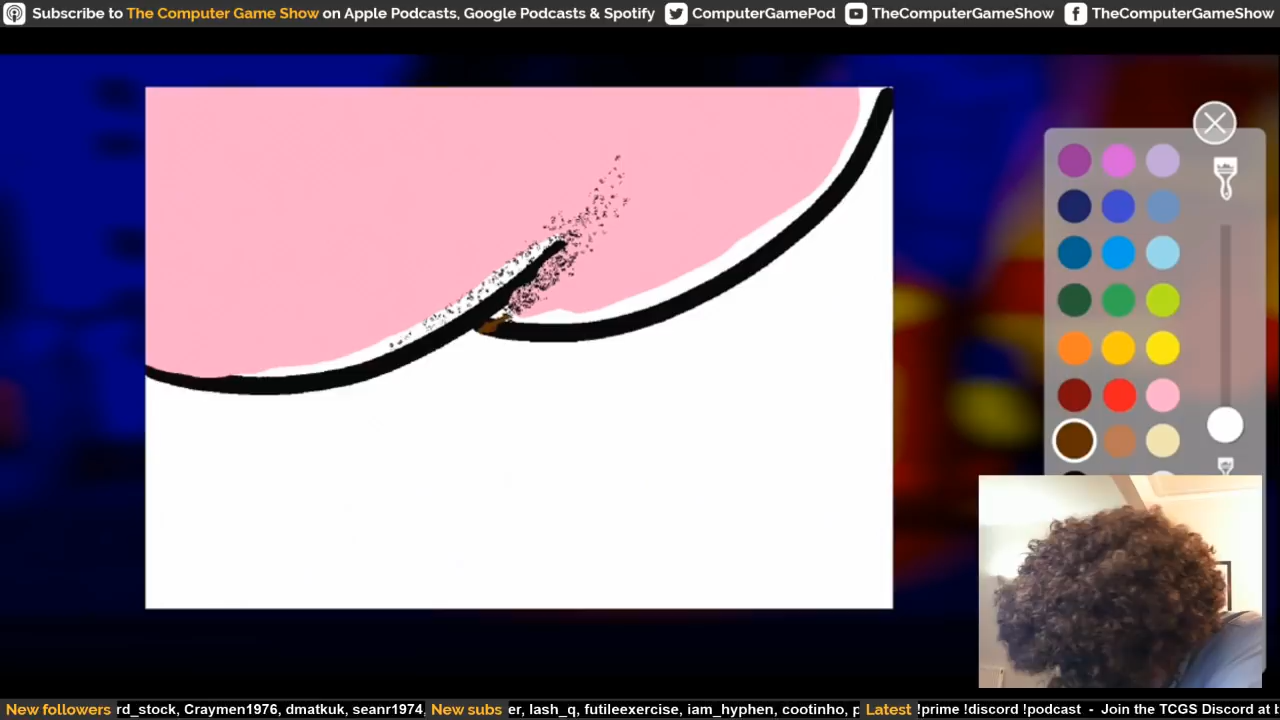 Subscribe to The Computer Game Show on Apple Podcasts, Google Podcasts & Spotify ComputerGamePod TheComputerGameShow TheComputerGameShow
New followers rd_stock, Craymen1976, dmatkuk, seanr1974, New subs er, lash_q, futileexercise, iam_hyphen, cootinho, p Latest !prime !discord !podcast - Join the TCGS Discord at b